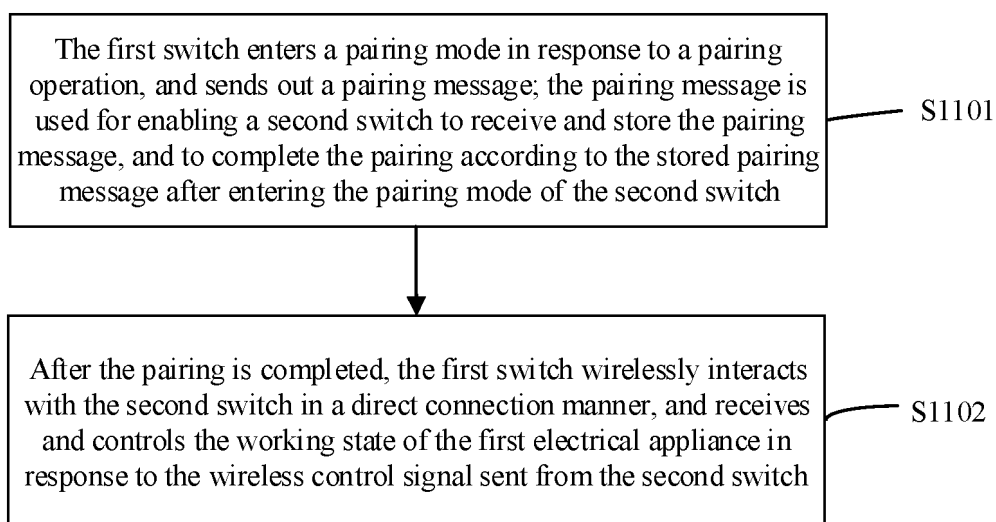 The first switch enters a pairing mode in response to a pairing
operation, and sends out a pairing message; the pairing message is
used for enabling a second switch to receive and store the pairing
message, and to complete the pairing according to the stored pairing
message after entering the pairing mode of the second switch
S1101
After the pairing is completed, the first switch wirelessly interacts
with the second switch in a direct connection manner, and receives
and controls the working state of the first electrical appliance in
response to the wireless control signal sent from the second switch
S1102